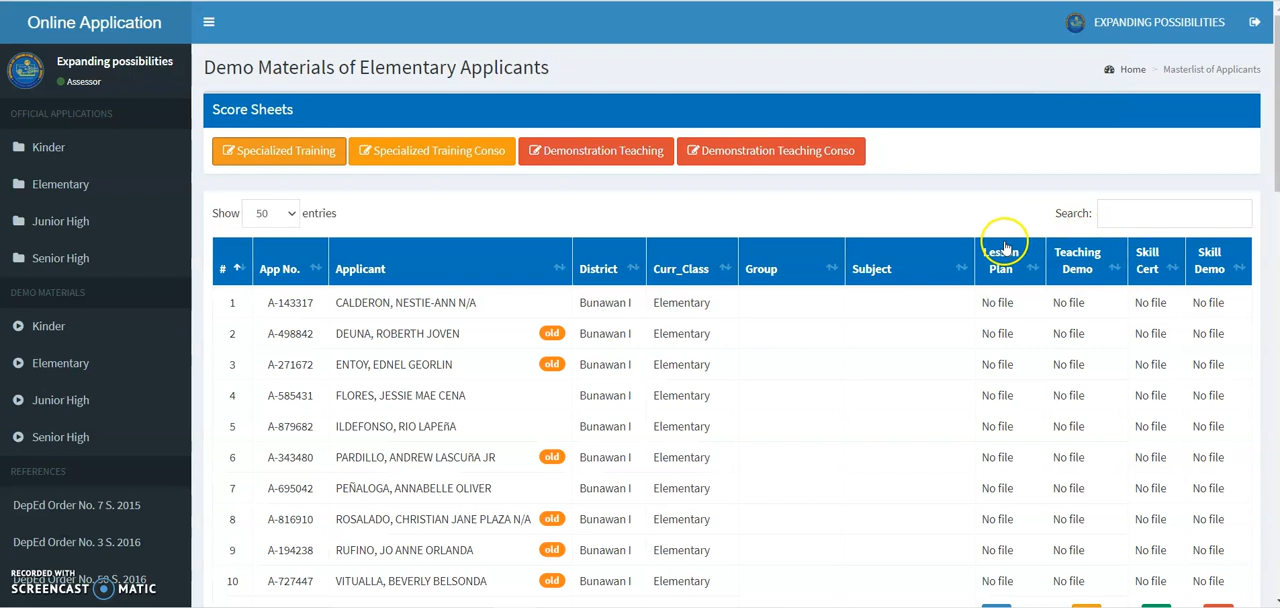 Online Application
EXPANDING POSSIBILITIES
Expanding possibilities
Assessor
OFFICIAL APPLICATIONS
Kinder
Elementary
Junior High
Senior High
DEMO MATERIALS
Kinder
Elementary
Junior High
Senior High
REFERENCES
DepEd Order No. 7 S. 2015
DepEd Order No. 3 S. 2016
DepEd Order No. 50 S. 2016
RECORDED WITH
SCREENCAST MATIC
Demo Materials of Elementary Applicants
Home > Masterlist of Applicants
Score Sheets
Specialized Training Specialized Training Conso Demonstration Teaching Demonstration Teaching Conso
Show 50 entries Search:
# App No. Applicant District Curr_Class Group Subject Lesson Plan Teaching Demo Skill Cert Skill Demo
1 A-143317 CALDERON, NESTIE-ANN N/A Bunawan I Elementary No file No file No file No file
2 A-498842 DEUNA, ROBERTH JOVEN old Bunawan I Elementary No file No file No file No file
3 A-271672 ENTOY, EDNEL GEORLIN old Bunawan I Elementary No file No file No file No file
4 A-585431 FLORES, JESSIE MAE CENA Bunawan I Elementary No file No file No file No file
5 A-879682 ILDEFONSO, RIO LAPEñA Bunawan I Elementary No file No file No file No file
6 A-343480 PARDILLO, ANDREW LASCUñA JR old Bunawan I Elementary No file No file No file No file
7 A-695042 PEÑALOGA, ANNABELLE OLIVER Bunawan I Elementary No file No file No file No file
8 A-816910 ROSALADO, CHRISTIAN JANE PLAZA N/A old Bunawan I Elementary No file No file No file No file
9 A-194238 RUFINO, JO ANNE ORLANDA old Bunawan I Elementary No file No file No file No file
10 A-727447 VITUALLA, BEVERLY BELSONDA old Bunawan I Elementary No file No file No file No file